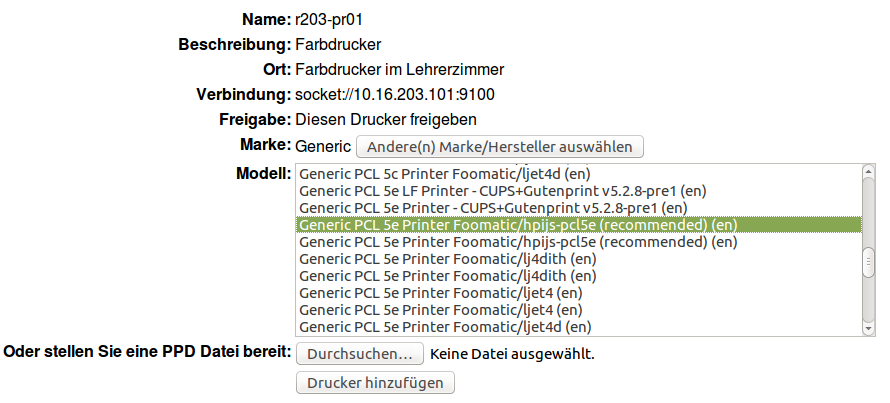 Name: r203-pr01
Beschreibung: Farbdrucker
Ort: Farbdrucker im Lehrerzimmer
Verbindung: socket://10.16.203.101:9100
Freigabe: Diesen Drucker freigeben
Marke: Generic Andere(n) Marke/Hersteller auswählen
Modell:
Generic PCL 5c Printer Foomatic/ljet4d (en)
Generic PCL 5e LF Printer - CUPS+Gutenprint v5.2.8-pre1 (en)
Generic PCL 5e Printer - CUPS+Gutenprint v5.2.8-pre1 (en)
Generic PCL 5e Printer Foomatic/hpijs-pcl5e (recommended) (en)
Generic PCL 5e Printer Foomatic/hpijs-pcl5e (recommended) (en)
Generic PCL 5e Printer Foomatic/lj4dith (en)
Generic PCL 5e Printer Foomatic/lj4dith (en)
Generic PCL 5e Printer Foomatic/ljet4 (en)
Generic PCL 5e Printer Foomatic/ljet4 (en)
Generic PCL 5e Printer Foomatic/ljet4d (en)
Oder stellen Sie eine PPD Datei bereit: Durchsuchen... Keine Datei ausgewählt.
Drucker hinzufügen